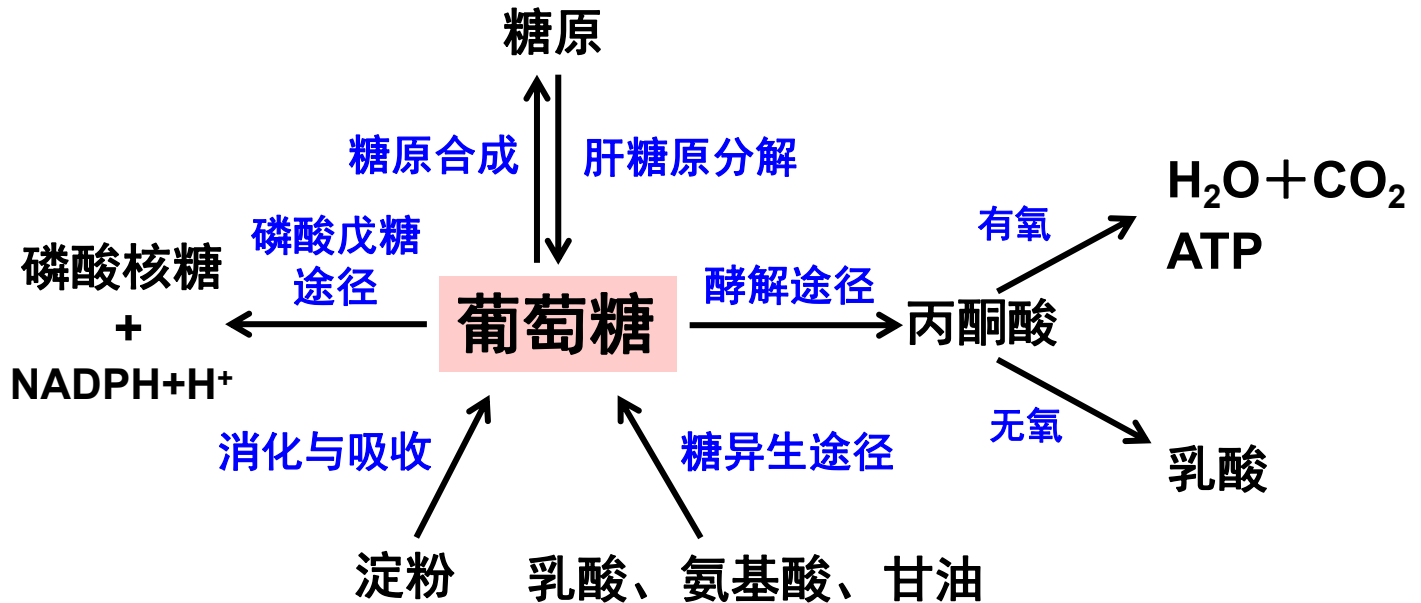 糖原
糖原合成
肝糖原分解
磷酸戊糖
途径
磷酸核糖
+
NADPH+H⁺
葡萄糖
酵解途径
丙酮酸
有氧
H₂O+CO₂
ATP
无氧
乳酸
消化与吸收
糖异生途径
淀粉
乳酸、氨基酸、甘油